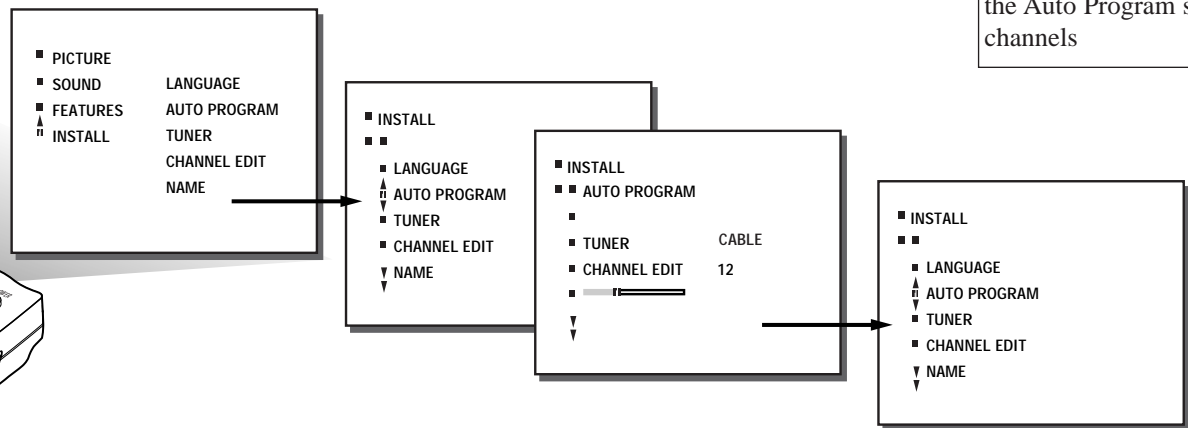 the Auto Program
channels
PICTURE
SOUND
FEATURES
INSTALL
LANGUAGE
AUTO PROGRAM
TUNER
CHANNEL EDIT
NAME
INSTALL
LANGUAGE
AUTO PROGRAM
TUNER
CHANNEL EDIT
NAME
INSTALL
AUTO PROGRAM
TUNER CABLE
CHANNEL EDIT 12
INSTALL
LANGUAGE
AUTO PROGRAM
TUNER
CHANNEL EDIT
NAME